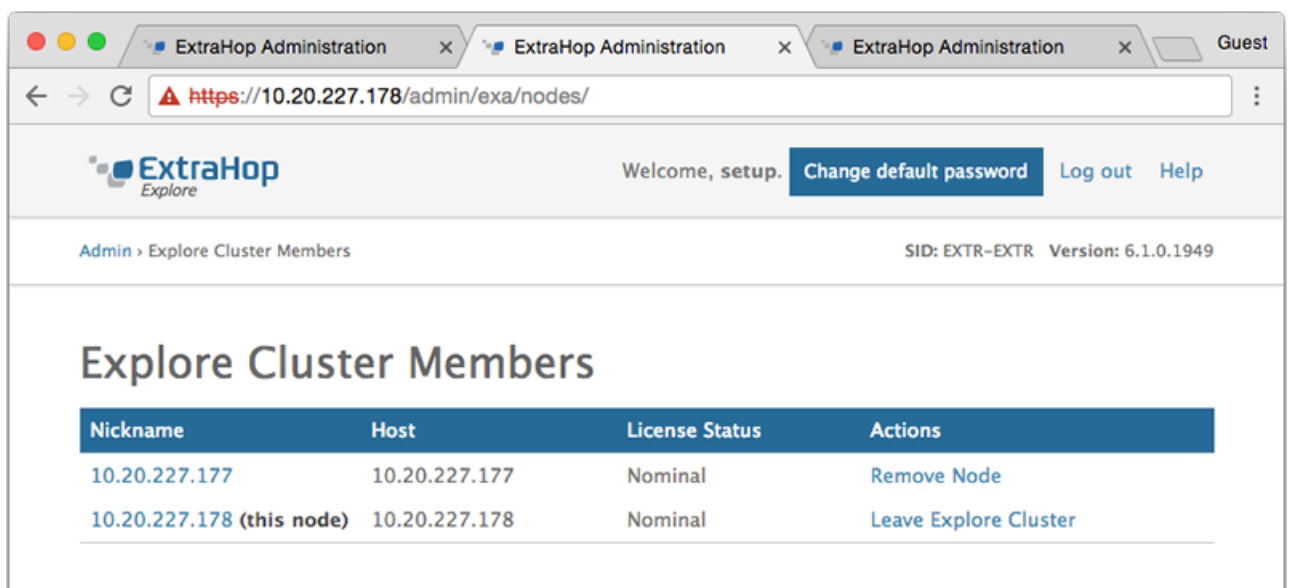 ExtraHop Administration × ExtraHop Administration × ExtraHop Administration × Guest
https://10.20.227.178/admin/exa/nodes/
ExtraHop
Explore
Welcome, setup. Change default password Log out Help
Admin › Explore Cluster Members SID: EXTR-EXTR Version: 6.1.0.1949
Explore Cluster Members
Nickname Host License Status Actions
10.20.227.177 10.20.227.177 Nominal Remove Node
10.20.227.178 (this node) 10.20.227.178 Nominal Leave Explore Cluster